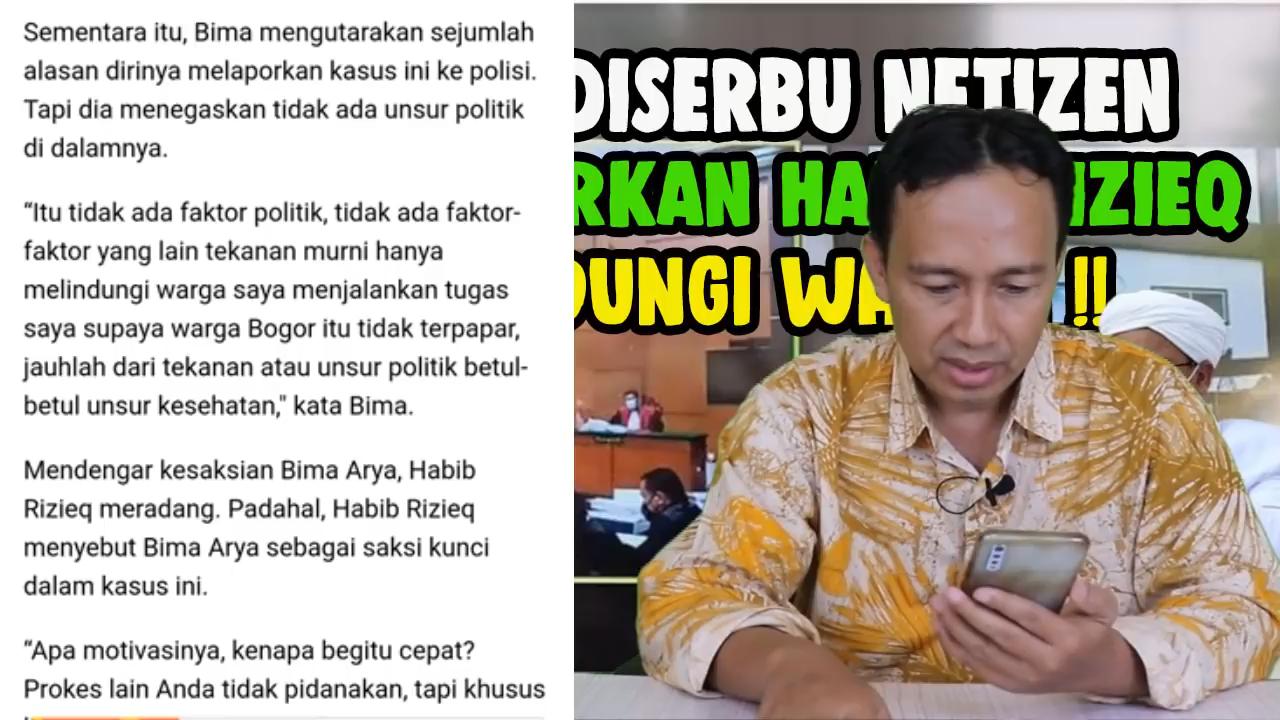 Sementara itu, Bima mengutarakan sejumlah
alasan dirinya melaporkan kasus ini ke polisi.
Tapi dia menegaskan tidak ada unsur politik
di dalamnya.
“Itu tidak ada faktor politik, tidak ada faktor-
faktor yang lain tekanan murni hanya
melindungi warga saya menjalankan tugas
saya supaya warga Bogor itu tidak terpapar,
jauhlah dari tekanan atau unsur politik betul-
betul unsur kesehatan," kata Bima.
Mendengar kesaksian Bima Arya, Habib
Rizieq meradang. Padahal, Habib Rizieq
menyebut Bima Arya sebagai saksi kunci
dalam kasus ini.
“Apa motivasinya, kenapa begitu cepat?
Prokes lain Anda tidak pidanakan, tapi khusus
DISERBU NETIZEN
RKAN HA IZIEQ
DUNGI WA !!